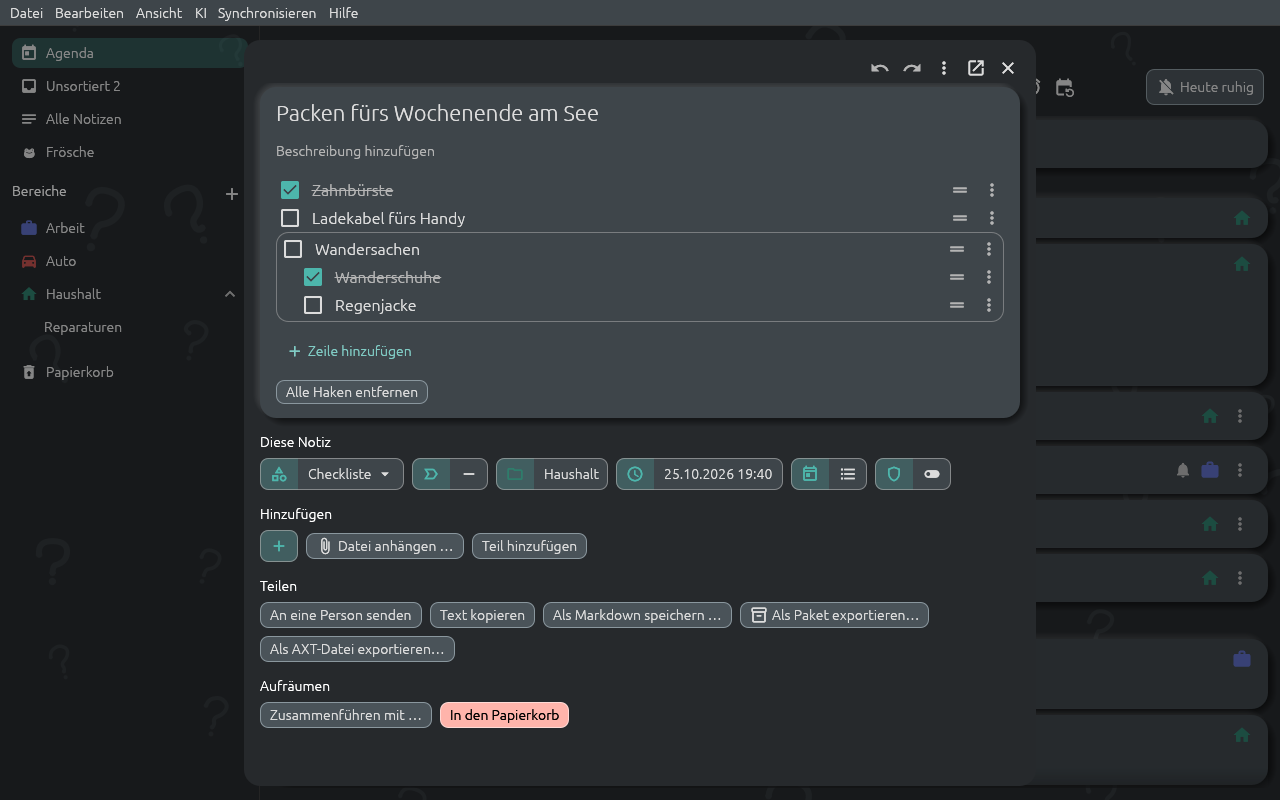 Datei Bearbeiten Ansicht KI Synchronisieren Hilfe
Agenda
Unsortiert 2
Alle Notizen
Frösche
Bereiche
Arbeit
Auto
Haushalt
Reparaturen
Papierkorb
Heute ruhig
Packen fürs Wochenende am See
Beschreibung hinzufügen
Zahnbürste
Ladekabel fürs Handy
Wandersachen
Wanderschuhe
Regenjacke
Zeile hinzufügen
Alle Haken entfernen
Diese Notiz
Checkliste Haushalt 25.10.2026 19:40
Hinzufügen
Datei anhängen … Teil hinzufügen
Teilen
An eine Person senden Text kopieren Als Markdown speichern … Als Paket exportieren…
Als AXT-Datei exportieren…
Aufräumen
Zusammenführen mit … In den Papierkorb